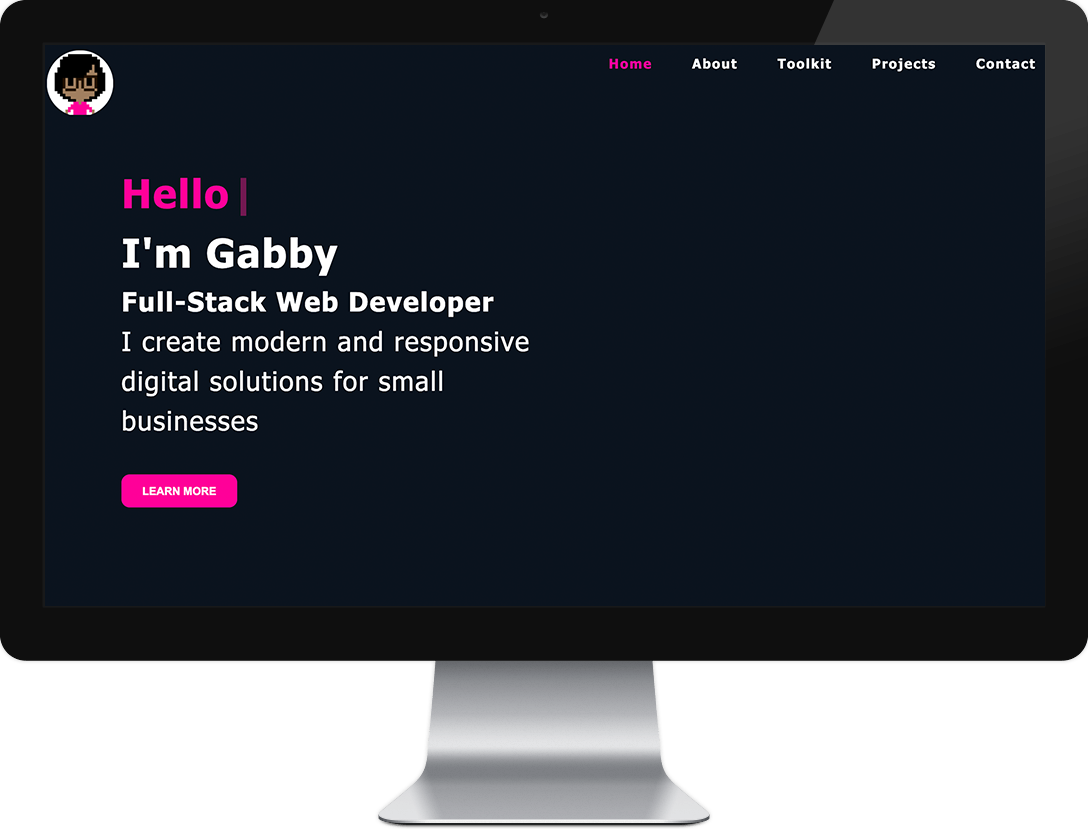 Home About Toolkit Projects Contact
Hello |
I'm Gabby
Full-Stack Web Developer
I create modern and responsive
digital solutions for small
businesses
LEARN MORE